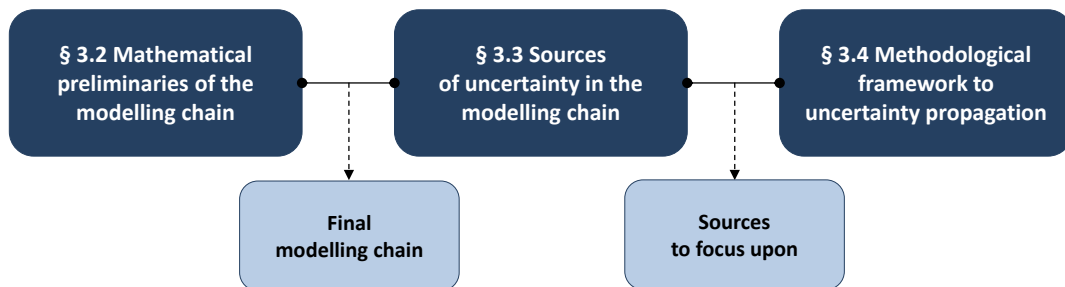 § 3.2 Mathematical
preliminaries of the
modelling chain
§ 3.3 Sources
of uncertainty in the
modelling chain
§ 3.4 Methodological
framework to
uncertainty propagation
Final
modelling chain
Sources
to focus upon